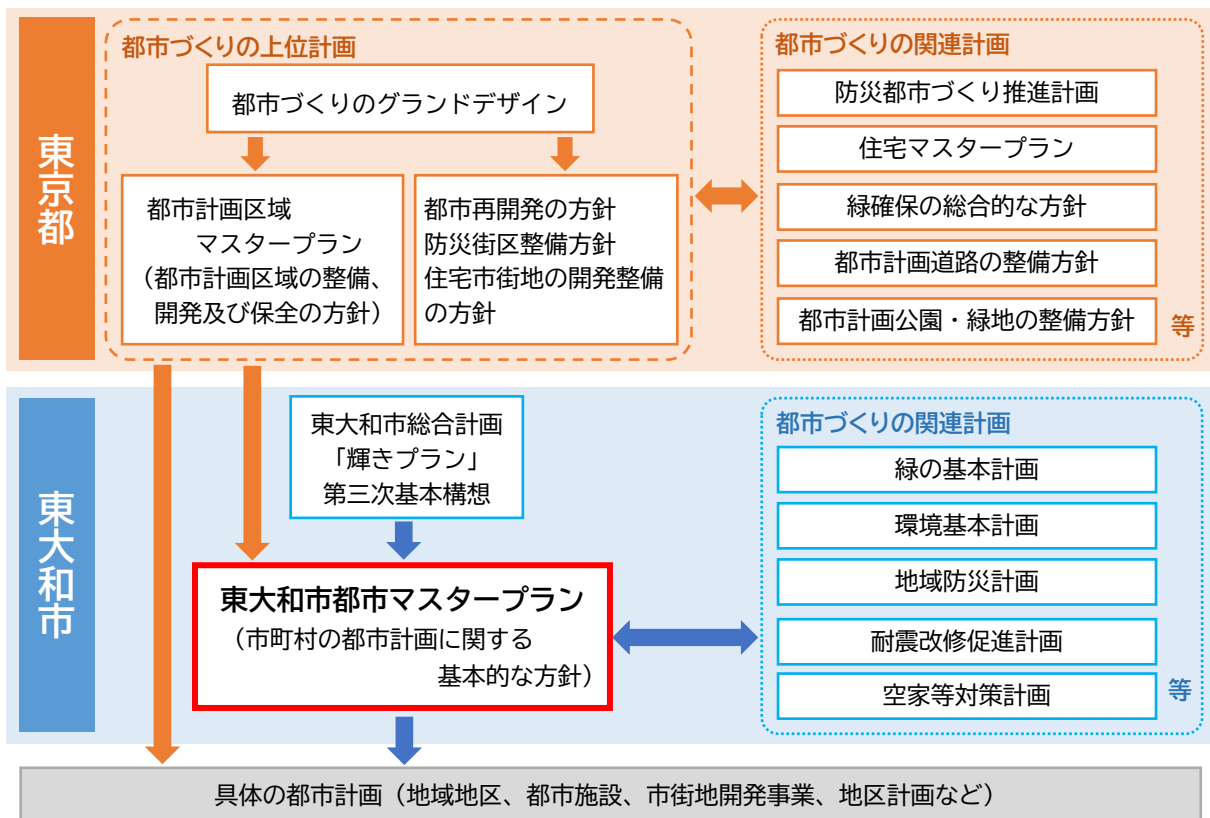 東京都
都市づくりの上位計画
都市づくりのグランドデザイン
都市計画区域
マスタープラン
（都市計画区域の整備、
開発及び保全の方針）
都市再開発の方針
防災街区整備方針
住宅市街地の開発整備
の方針
都市づくりの関連計画
防災都市づくり推進計画
住宅マスタープラン
緑確保の総合的な方針
都市計画道路の整備方針
都市計画公園・緑地の整備方針
等
東大和市
東大和市総合計画
「輝きプラン」
第三次基本構想
東大和市都市マスタープラン
（市町村の都市計画に関する
基本的な方針）
都市づくりの関連計画
緑の基本計画
環境基本計画
地域防災計画
耐震改修促進計画
空家等対策計画
等
具体の都市計画（地域地区、都市施設、市街地開発事業、地区計画など）